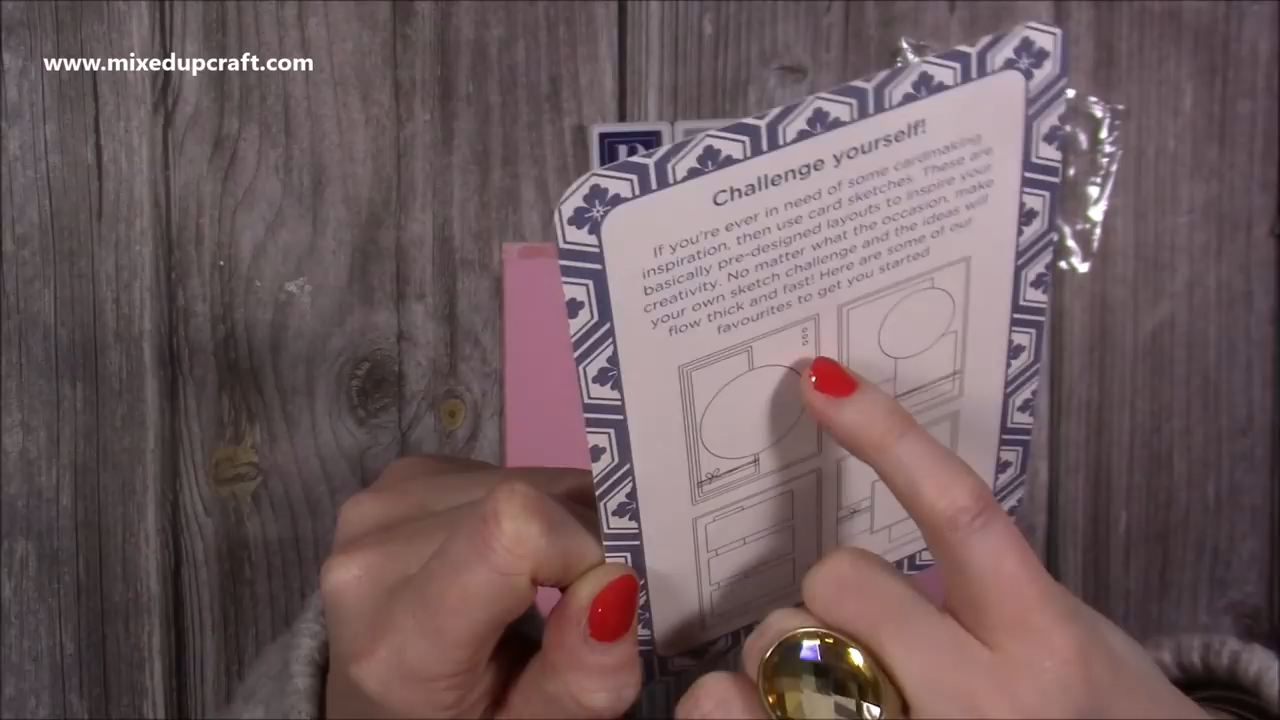 www.mixedupcraft.com
Challenge yourself!
If you're ever in need of some cardmaking
inspiration, then use card sketches. These are
basically pre-designed layouts to inspire your
creativity. No matter what the occasion, make
your own sketch challenge and the ideas will
flow thick and fast! Here are some of our
favourites to get you started